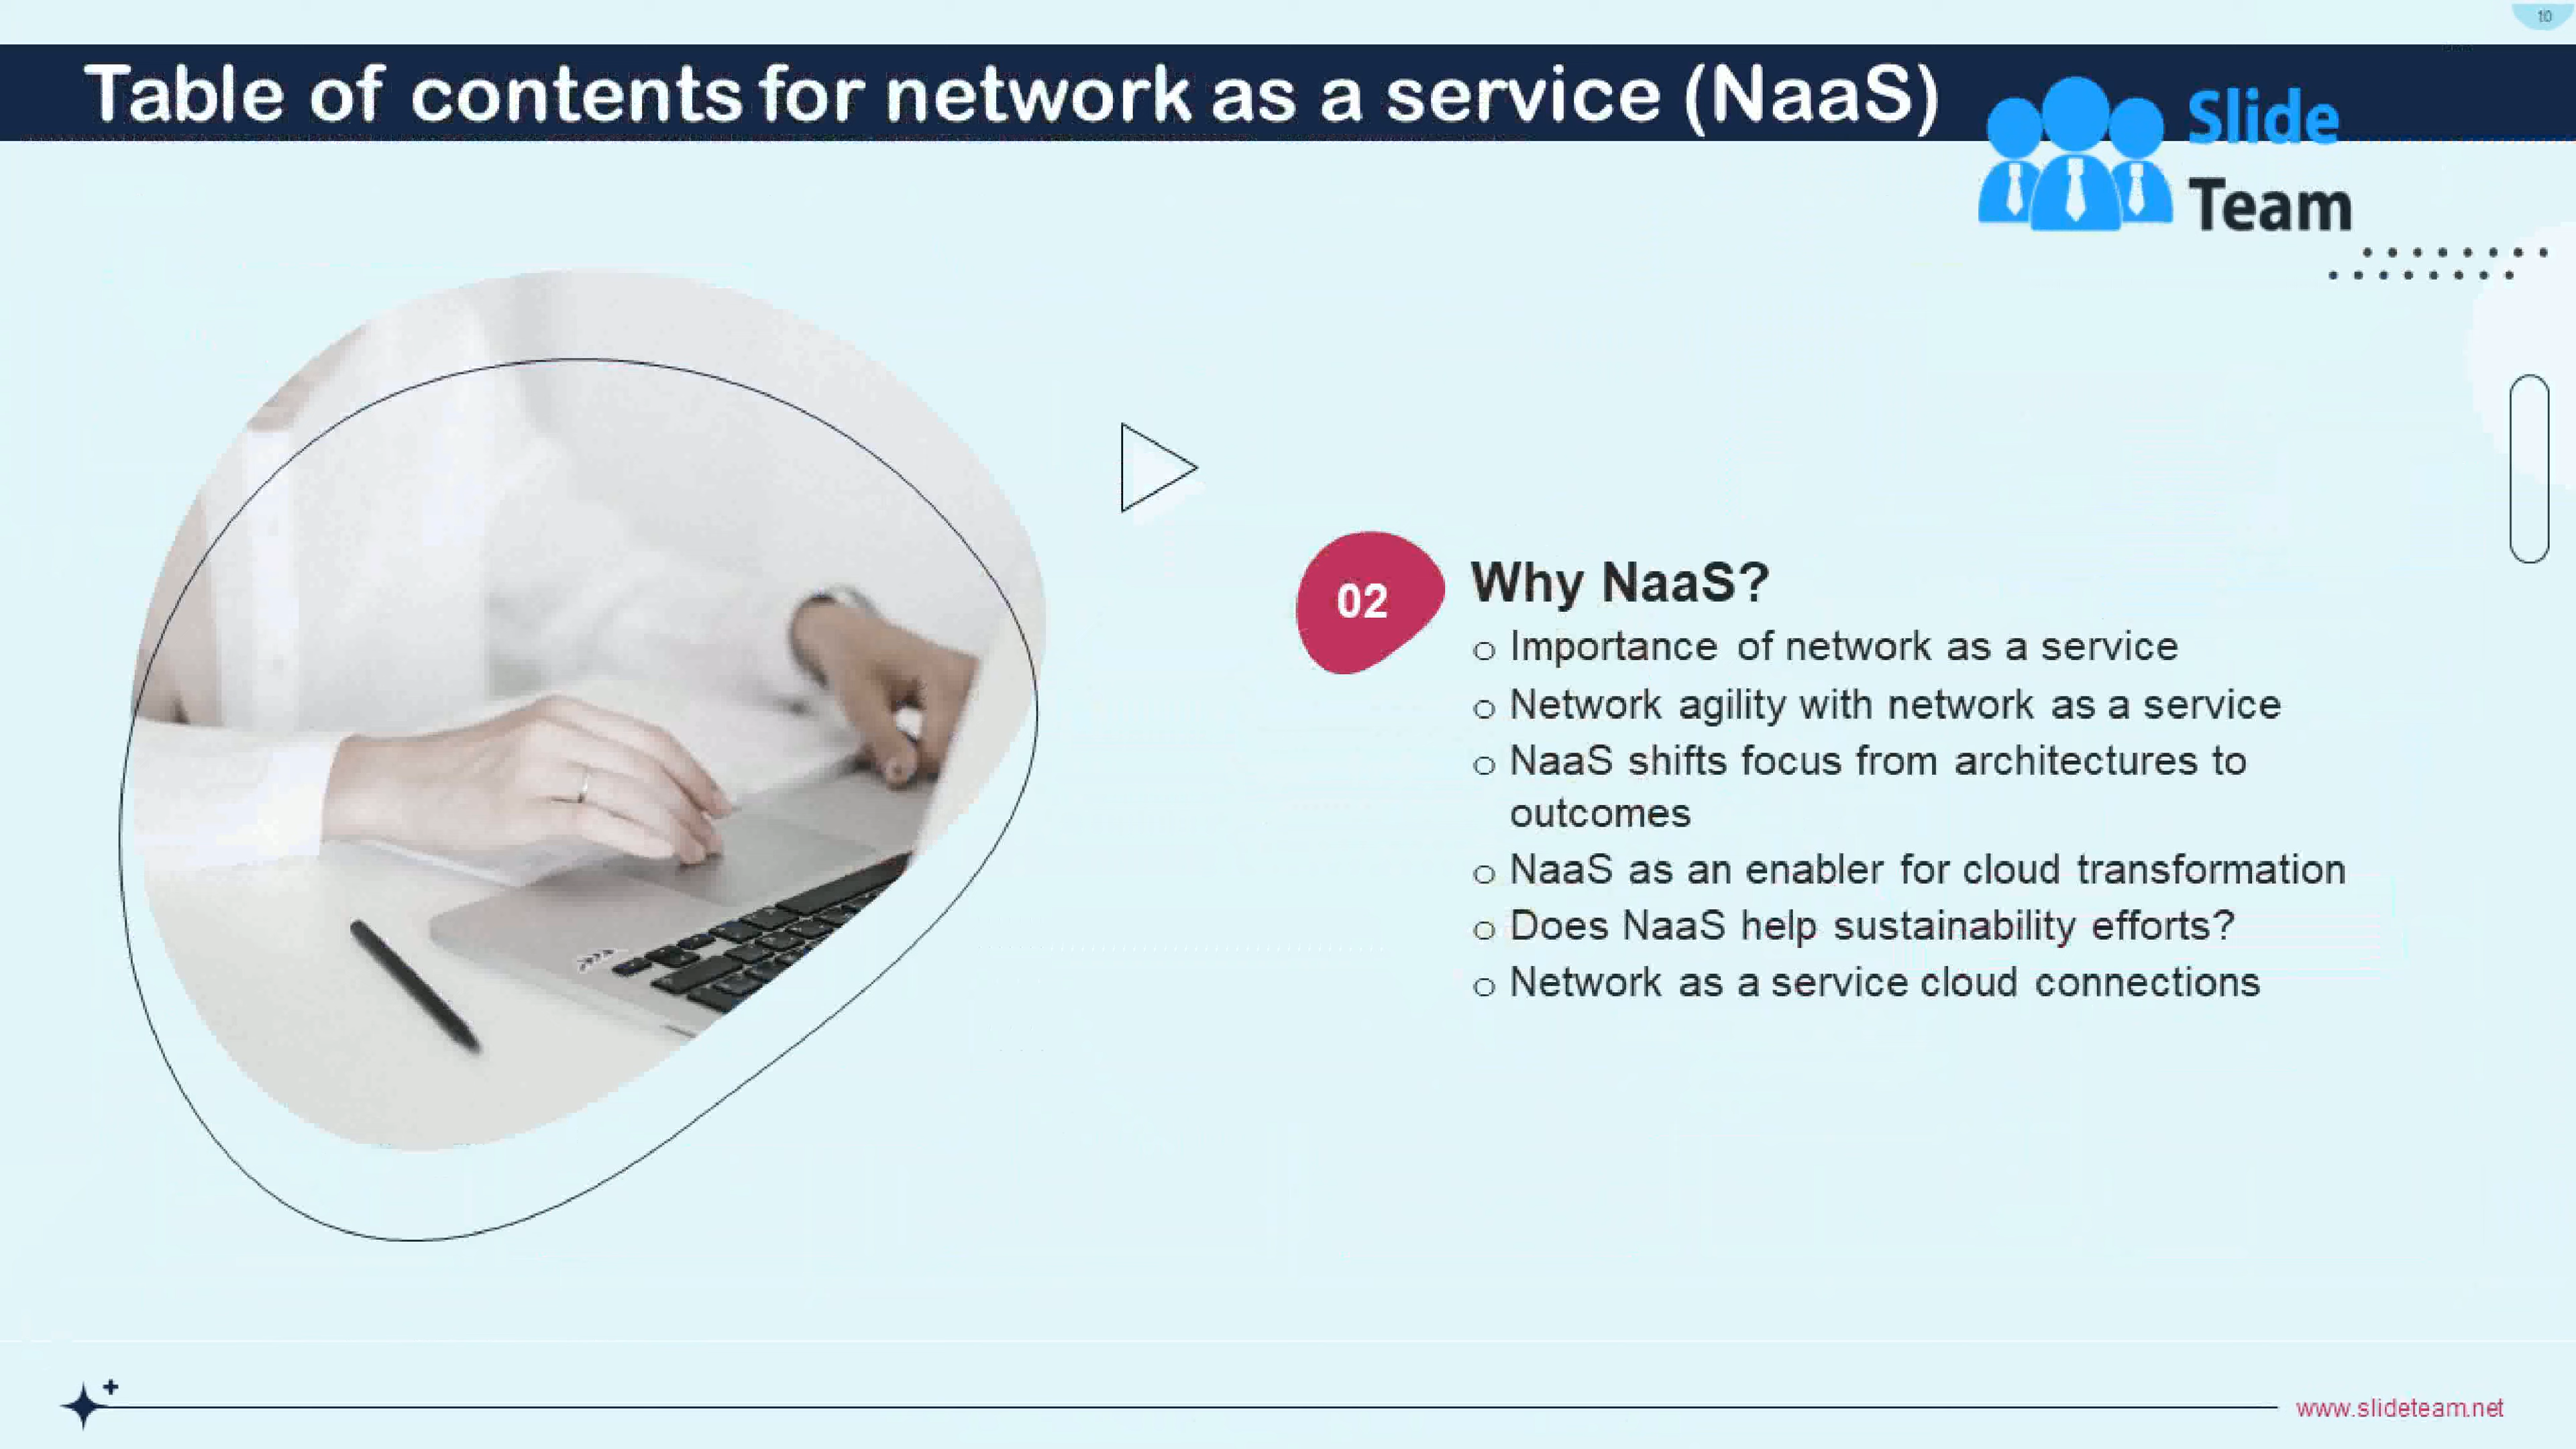 10
Table of contents for network as a service (NaaS)
Slide
Team
02
Why NaaS?
o Importance of network as a service
o Network agility with network as a service
o NaaS shifts focus from architectures to
outcomes
o NaaS as an enabler for cloud transformation
o Does NaaS help sustainability efforts?
o Network as a service cloud connections
www.slideteam.net